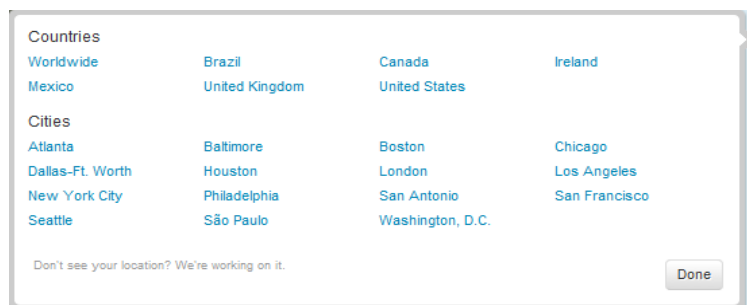 Countries
Worldwide Brazil Canada Ireland
Mexico United Kingdom United States
Cities
Atlanta Baltimore Boston Chicago
Dallas-Ft. Worth Houston London Los Angeles
New York City Philadelphia San Antonio San Francisco
Seattle São Paulo Washington, D.C.
Don't see your location? We're working on it.
Done